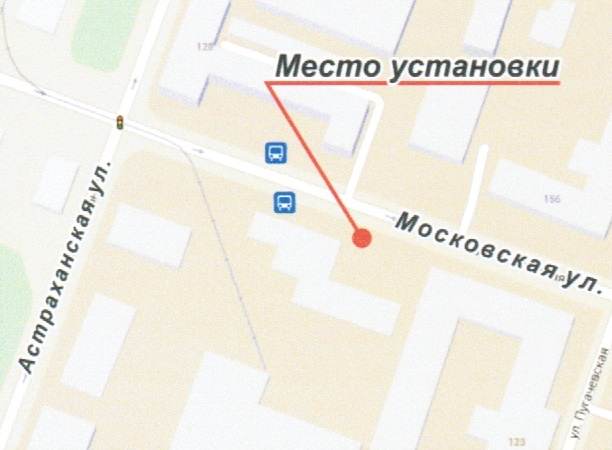 128
Место установки
156
Московская ул.
Астраханская ул.
ул. Пугачевская
123